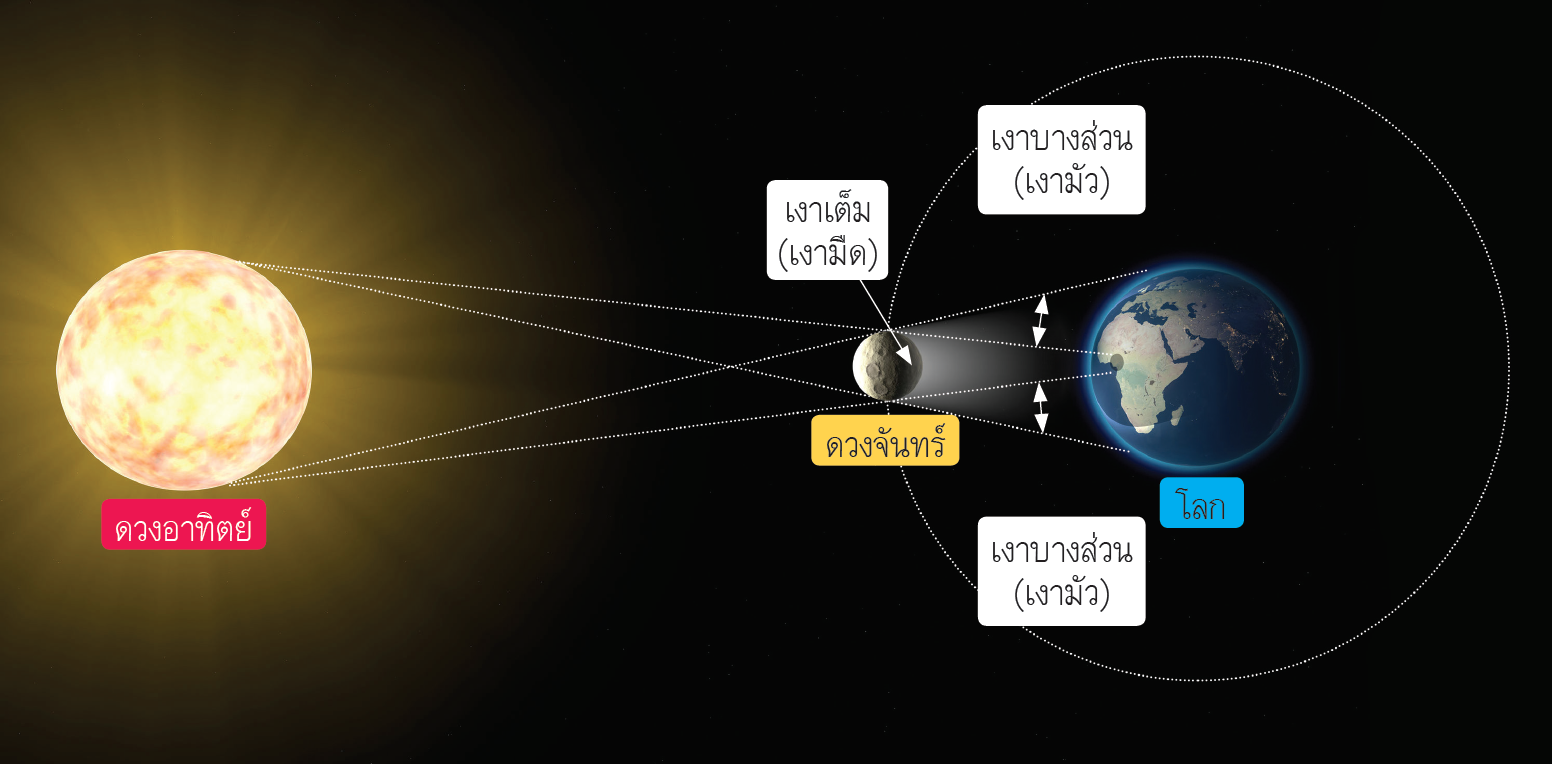 เงาบางส่วน
(เงามัว)
เงาเต็ม
(เงามืด)
ดวงจันทร์
โลก
ดวงอาทิตย์
เงาบางส่วน
(เงามัว)